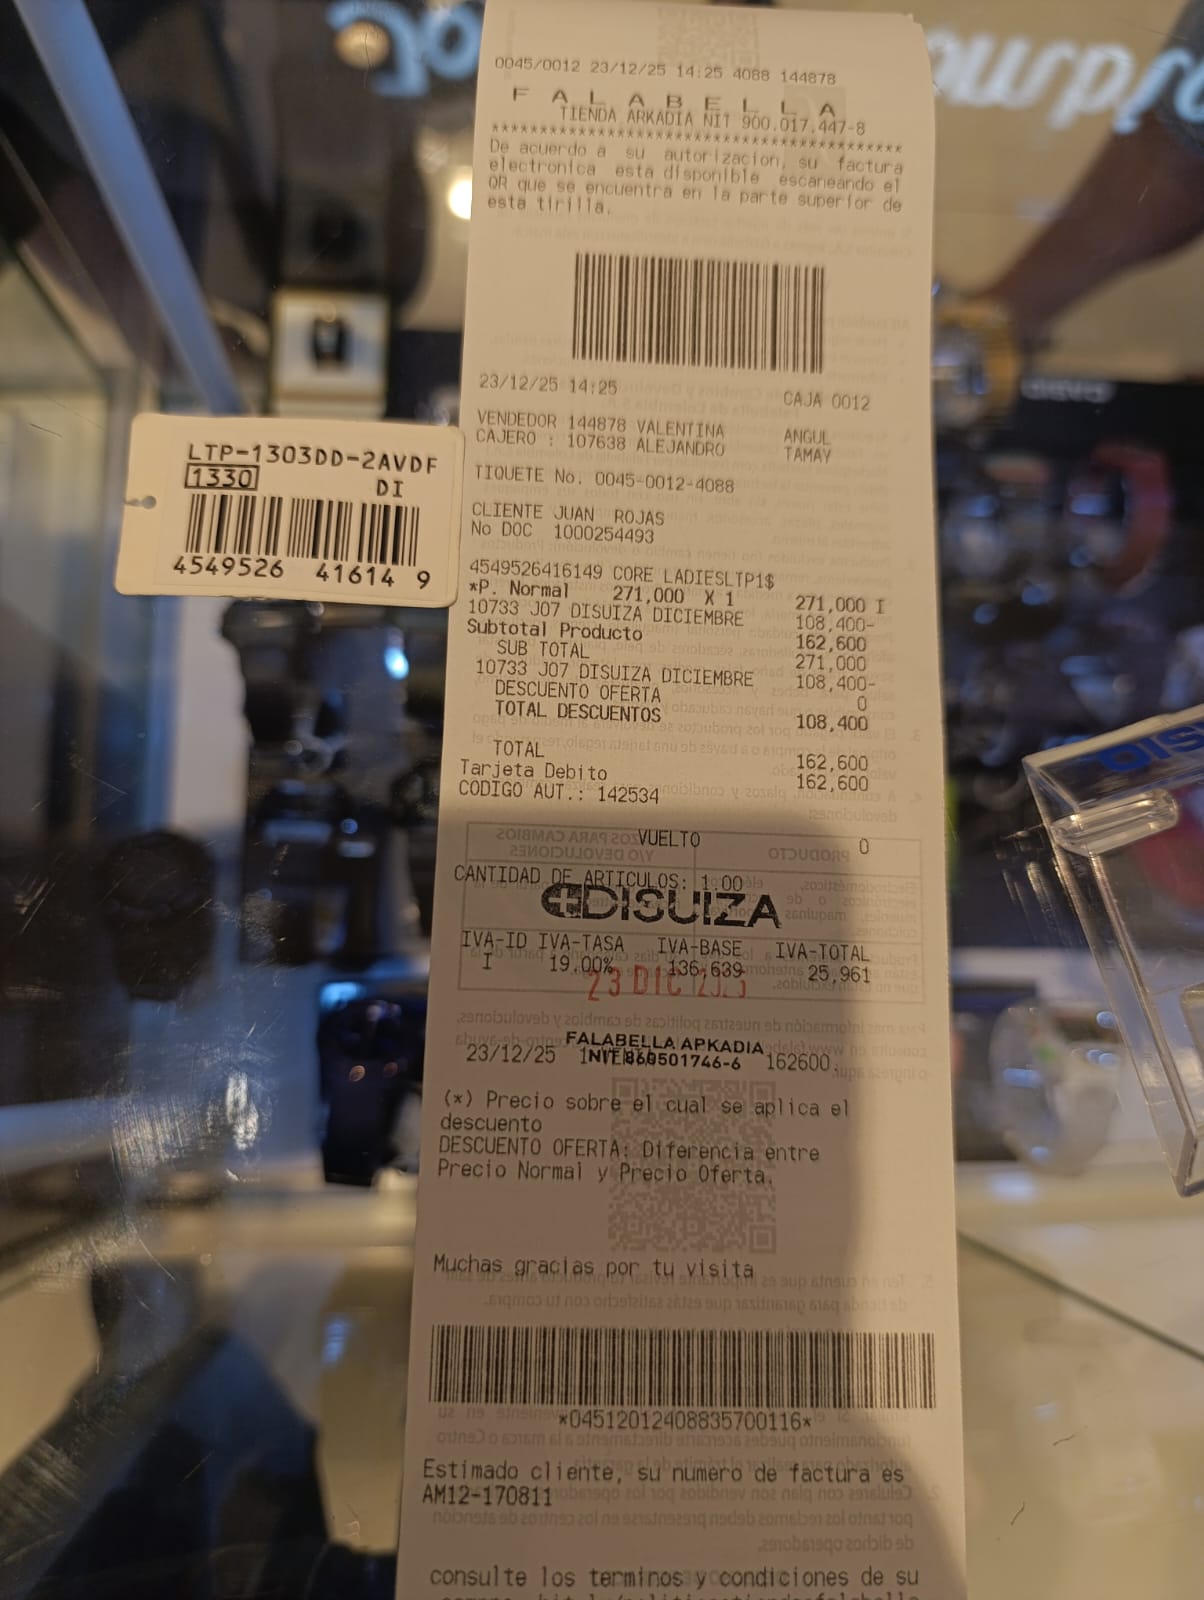 0045/0012 23/12/25 14:25 4088 144878
FALABELLA
TIENDA ARKADIA NIT 900.017.447-8
******************************************
De acuerdo a su autorizacion, su factura
electronica esta disponible escaneando el
QR que se encuentra en la parte superior de
esta tirilla.
23/12/25 14:25 CAJA 0012
VENDEDOR 144878 VALENTINA ANGUL
CAJERO : 107638 ALEJANDRO TAMAY
TIQUETE No. 0045-0012-4088
CLIENTE JUAN ROJAS
No DOC 1000254493
4549526416149 CORE LADIESLTP1$
*P. Normal 271,000 X 1 271,000 I
10733 J07 DISUIZA DICIEMBRE 108,400-
Subtotal Producto 162,600
SUB TOTAL 271,000
10733 J07 DISUIZA DICIEMBRE 108,400-
DESCUENTO OFERTA 0
TOTAL DESCUENTOS 108,400
TOTAL 162,600
Tarjeta Debito 162,600
CODIGO AUT.: 142534
VUELTO 0
CANTIDAD DE ARTICULOS: 1.00
DISUIZA
IVA-ID IVA-TASA IVA-BASE IVA-TOTAL
I 19.00% 136,639 25,961
23 DIC 2025
FALABELLA ARKADIA
NIT 860501746-6
23/12/25 162600
(*) Precio sobre el cual se aplica el
descuento
DESCUENTO OFERTA: Diferencia entre
Precio Normal y Precio Oferta.
Muchas gracias por tu visita
*045120124088357001 16*
Estimado cliente, su numero de factura es
AM12-170811
consulte los terminos y condiciones de su
LTP-1303DD-2AVDF
1330 DI
4549526 41614 9